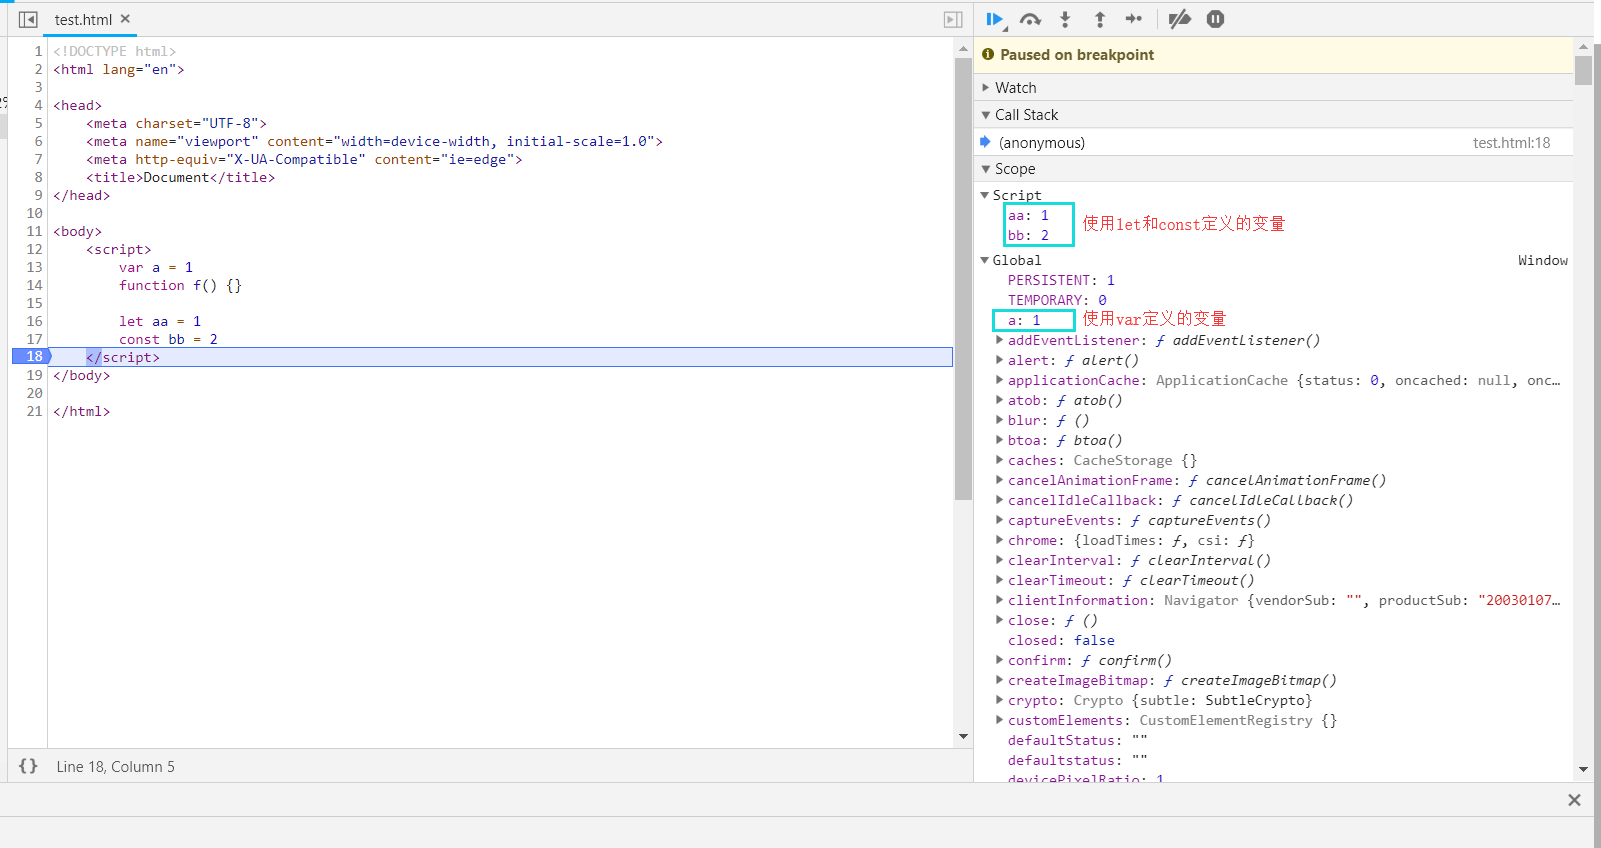 test.html ×
1 <!DOCTYPE html>
2 <html lang="en">
3
4 <head>
5 <meta charset="UTF-8">
6 <meta name="viewport" content="width=device-width, initial-scale=1.0">
7 <meta http-equiv="X-UA-Compatible" content="ie=edge">
8 <title>Document</title>
9 </head>
10
11 <body>
12 <script>
13 var a = 1
14 function f() {}
15
16 let aa = 1
17 const bb = 2
18 </script>
19 </body>
20
21 </html>
{} Line 18, Column 5
Paused on breakpoint
Watch
Call Stack
(anonymous) test.html:18
Scope
Script
aa: 1
bb: 2
使用let和const定义的变量
Global Window
PERSISTENT: 1
TEMPORARY: 0
a: 1 使用var定义的变量
addEventListener: ƒ addEventListener()
alert: ƒ alert()
applicationCache: ApplicationCache {status: 0, oncached: null, onc…
atob: ƒ atob()
blur: ƒ ()
btoa: ƒ btoa()
caches: CacheStorage {}
cancelAnimationFrame: ƒ cancelAnimationFrame()
cancelIdleCallback: ƒ cancelIdleCallback()
captureEvents: ƒ captureEvents()
chrome: {loadTimes: ƒ, csi: ƒ}
clearInterval: ƒ clearInterval()
clearTimeout: ƒ clearTimeout()
clientInformation: Navigator {vendorSub: "", productSub: "20030107…
close: ƒ ()
closed: false
confirm: ƒ confirm()
createImageBitmap: ƒ createImageBitmap()
crypto: Crypto {subtle: SubtleCrypto}
customElements: CustomElementRegistry {}
defaultStatus: ""
defaultstatus: ""
devicePixelRatio: 1